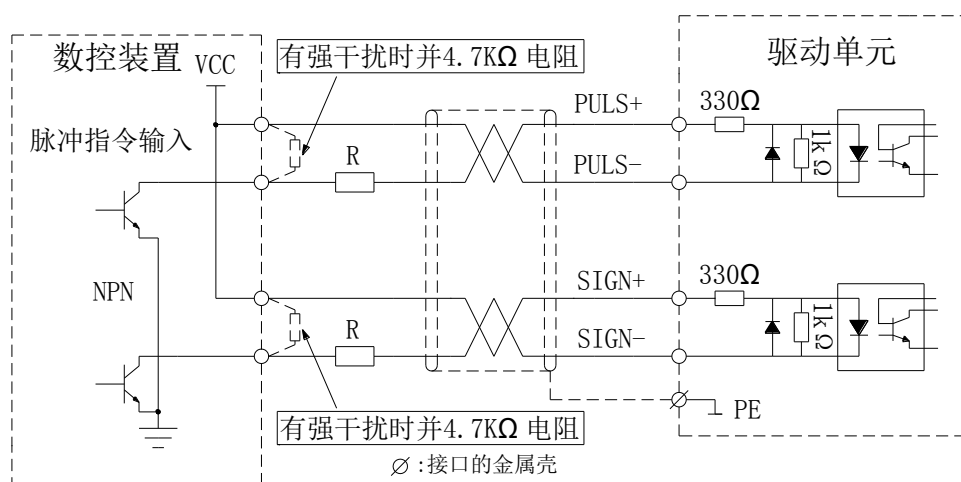 数控装置
VCC
有强干扰时并4.7KΩ 电阻
驱动单元
脉冲指令输入
PULS+
330Ω
1kΩ
R
PULS-
NPN
SIGN+
330Ω
1kΩ
R
SIGN-
PE
有强干扰时并4.7KΩ 电阻
:接口的金属壳